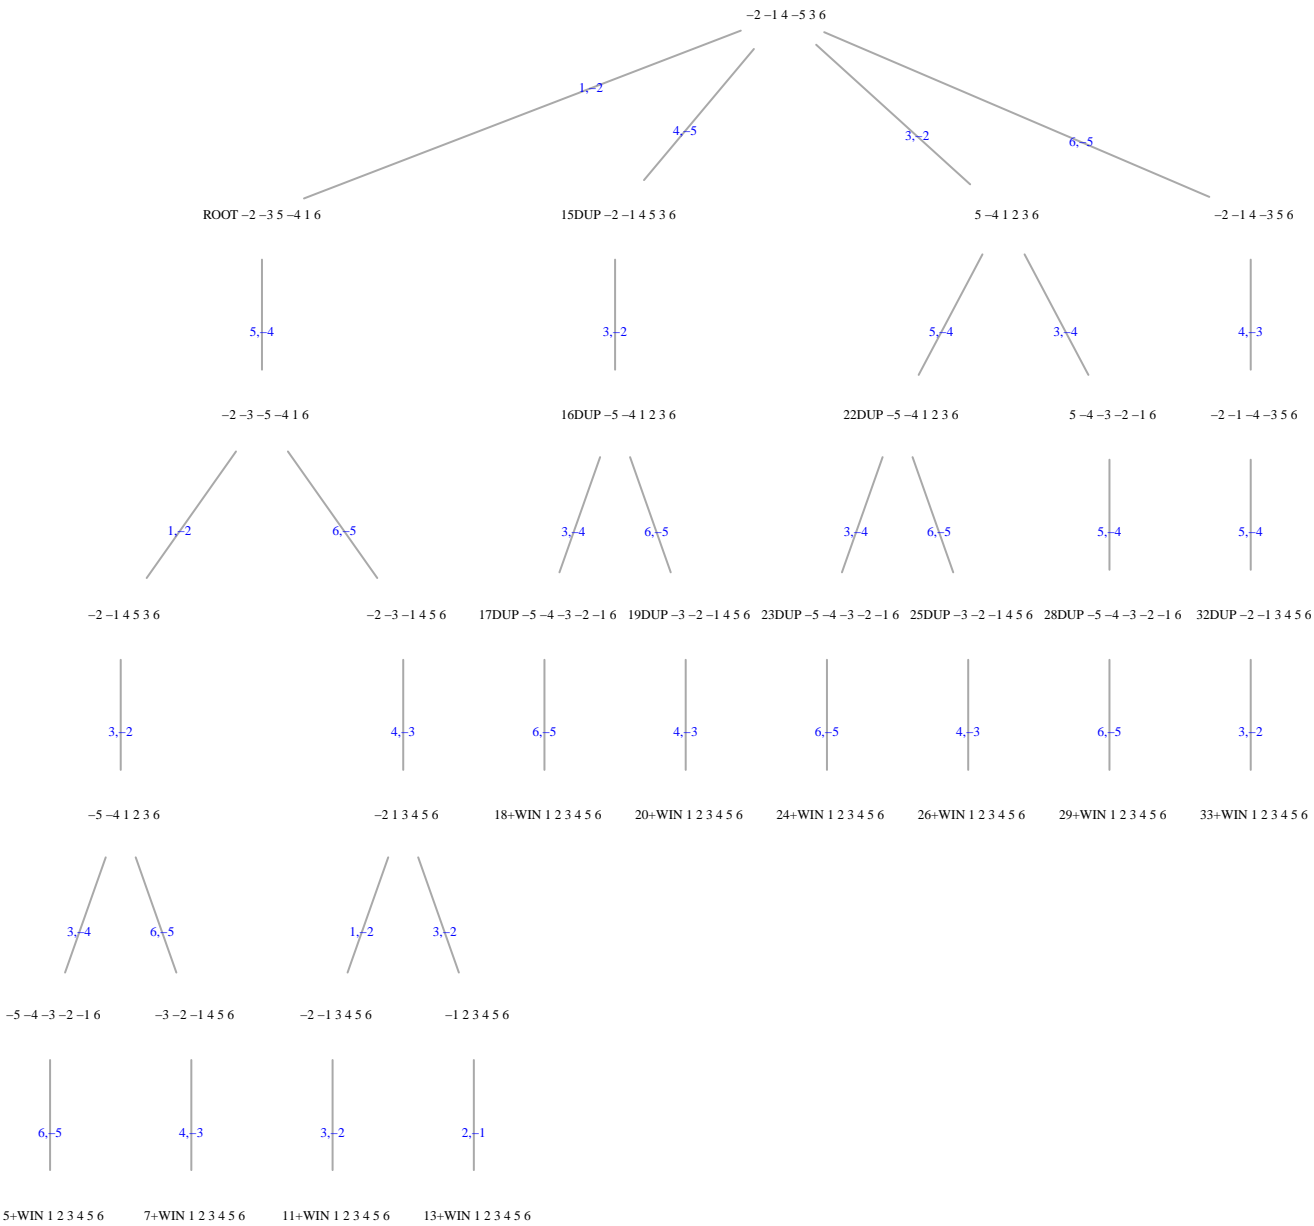 −2 −1 4 −5 3 6
1,−2
4,−5
3,−2
6,−5
ROOT −2 −3 5 −4 1 6
15DUP −2 −1 4 5 3 6
5 −4 1 2 3 6
−2 −1 4 −3 5 6
5,−4
3,−2
5,−4
3,−4
4,−3
−2 −3 −5 −4 1 6
16DUP −5 −4 1 2 3 6
22DUP −5 −4 1 2 3 6
5 −4 −3 −2 −1 6
−2 −1 −4 −3 5 6
1,−2
6,−5
3,−4
6,−5
3,−4
6,−5
5,−4
5,−4
−2 −1 4 5 3 6
−2 −3 −1 4 5 6
17DUP −5 −4 −3 −2 −1 6
19DUP −3 −2 −1 4 5 6
23DUP −5 −4 −3 −2 −1 6
25DUP −3 −2 −1 4 5 6
28DUP −5 −4 −3 −2 −1 6
32DUP −2 −1 3 4 5 6
3,−2
4,−3
6,−5
4,−3
6,−5
4,−3
6,−5
3,−2
−5 −4 1 2 3 6
−2 1 3 4 5 6
18+WIN 1 2 3 4 5 6
20+WIN 1 2 3 4 5 6
24+WIN 1 2 3 4 5 6
26+WIN 1 2 3 4 5 6
29+WIN 1 2 3 4 5 6
33+WIN 1 2 3 4 5 6
3,−4
6,−5
1,−2
3,−2
−5 −4 −3 −2 −1 6
−3 −2 −1 4 5 6
−2 −1 3 4 5 6
−1 2 3 4 5 6
6,−5
4,−3
3,−2
2,−1
5+WIN 1 2 3 4 5 6
7+WIN 1 2 3 4 5 6
11+WIN 1 2 3 4 5 6
13+WIN 1 2 3 4 5 6